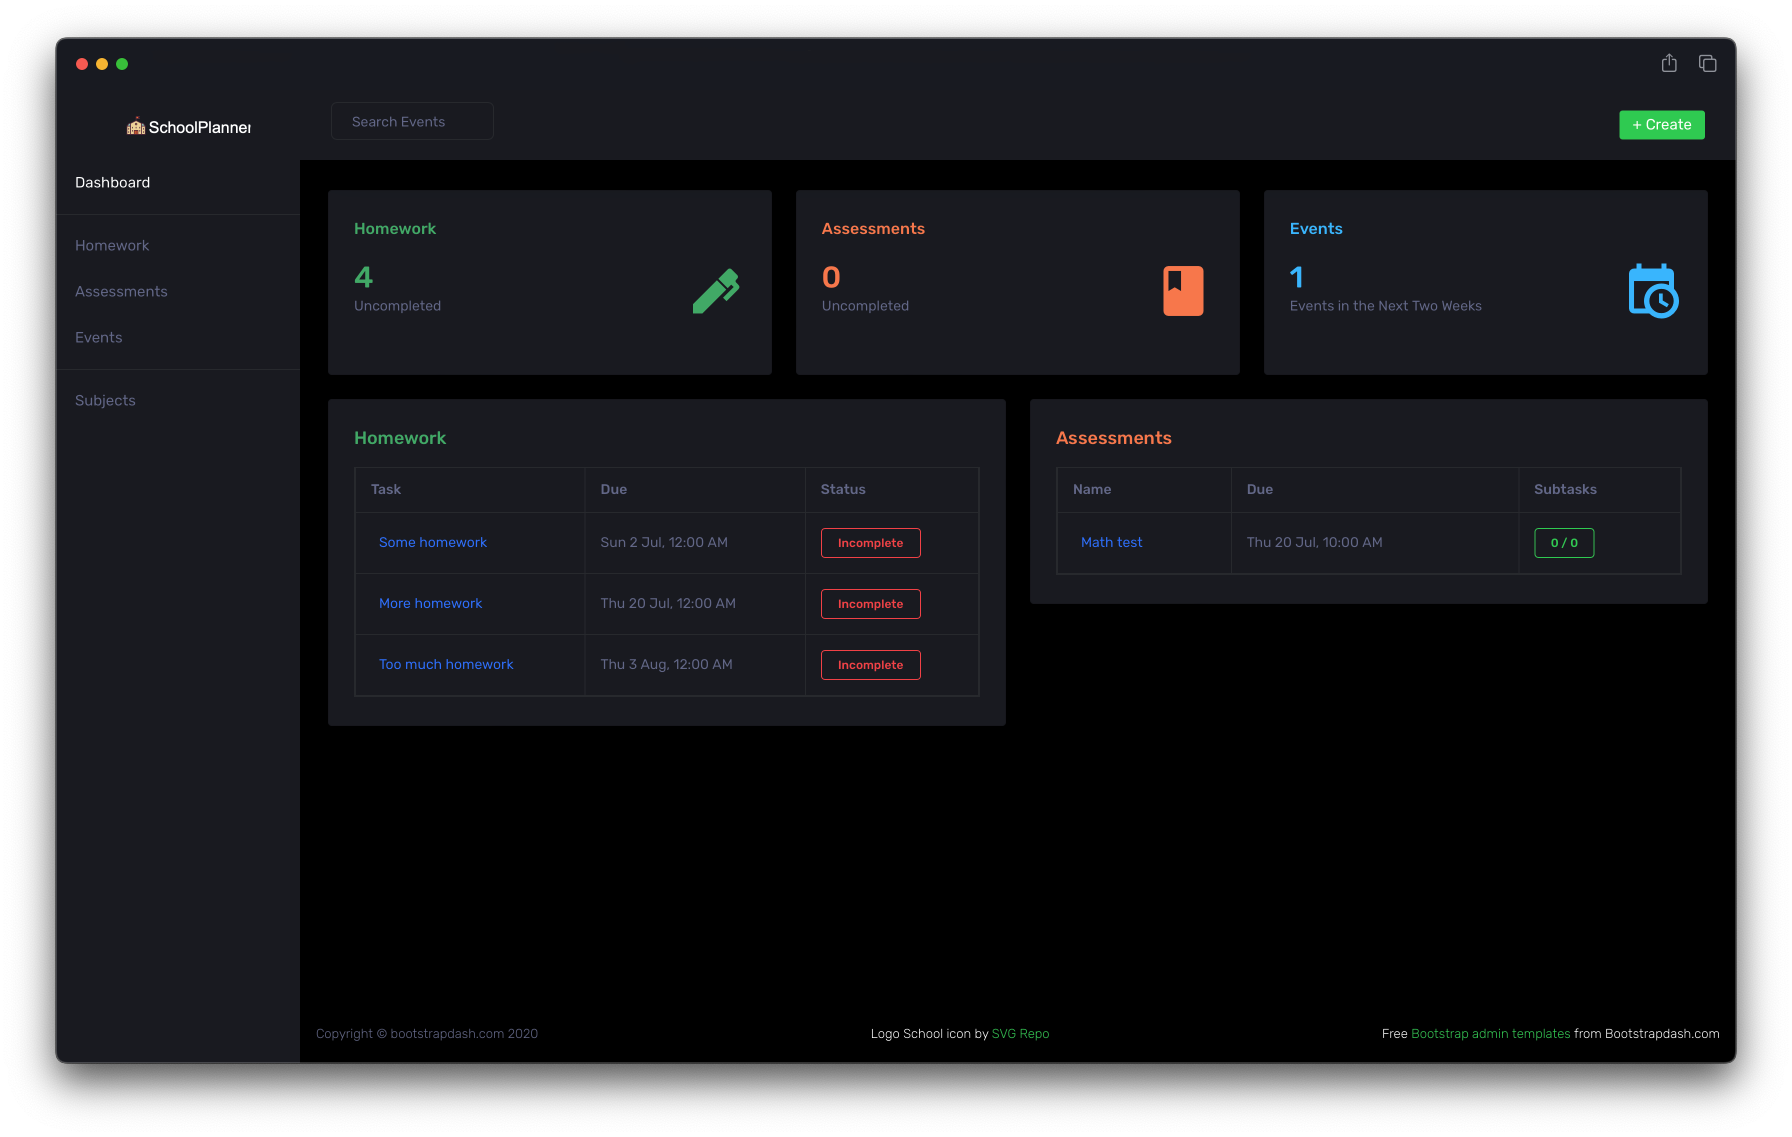 SchoolPlanner
Search Events
+ Create
Dashboard
Homework
Assessments
Events
Subjects
Homework
4
Uncompleted
Assessments
0
Uncompleted
Events
1
Events in the Next Two Weeks
Homework
Task Due Status
Some homework Sun 2 Jul, 12:00 AM Incomplete
More homework Thu 20 Jul, 12:00 AM Incomplete
Too much homework Thu 3 Aug, 12:00 AM Incomplete
Assessments
Name Due Subtasks
Math test Thu 20 Jul, 10:00 AM 0 / 0
Copyright © bootstrapdash.com 2020
Logo School icon by SVG Repo
Free Bootstrap admin templates from Bootstrapdash.com